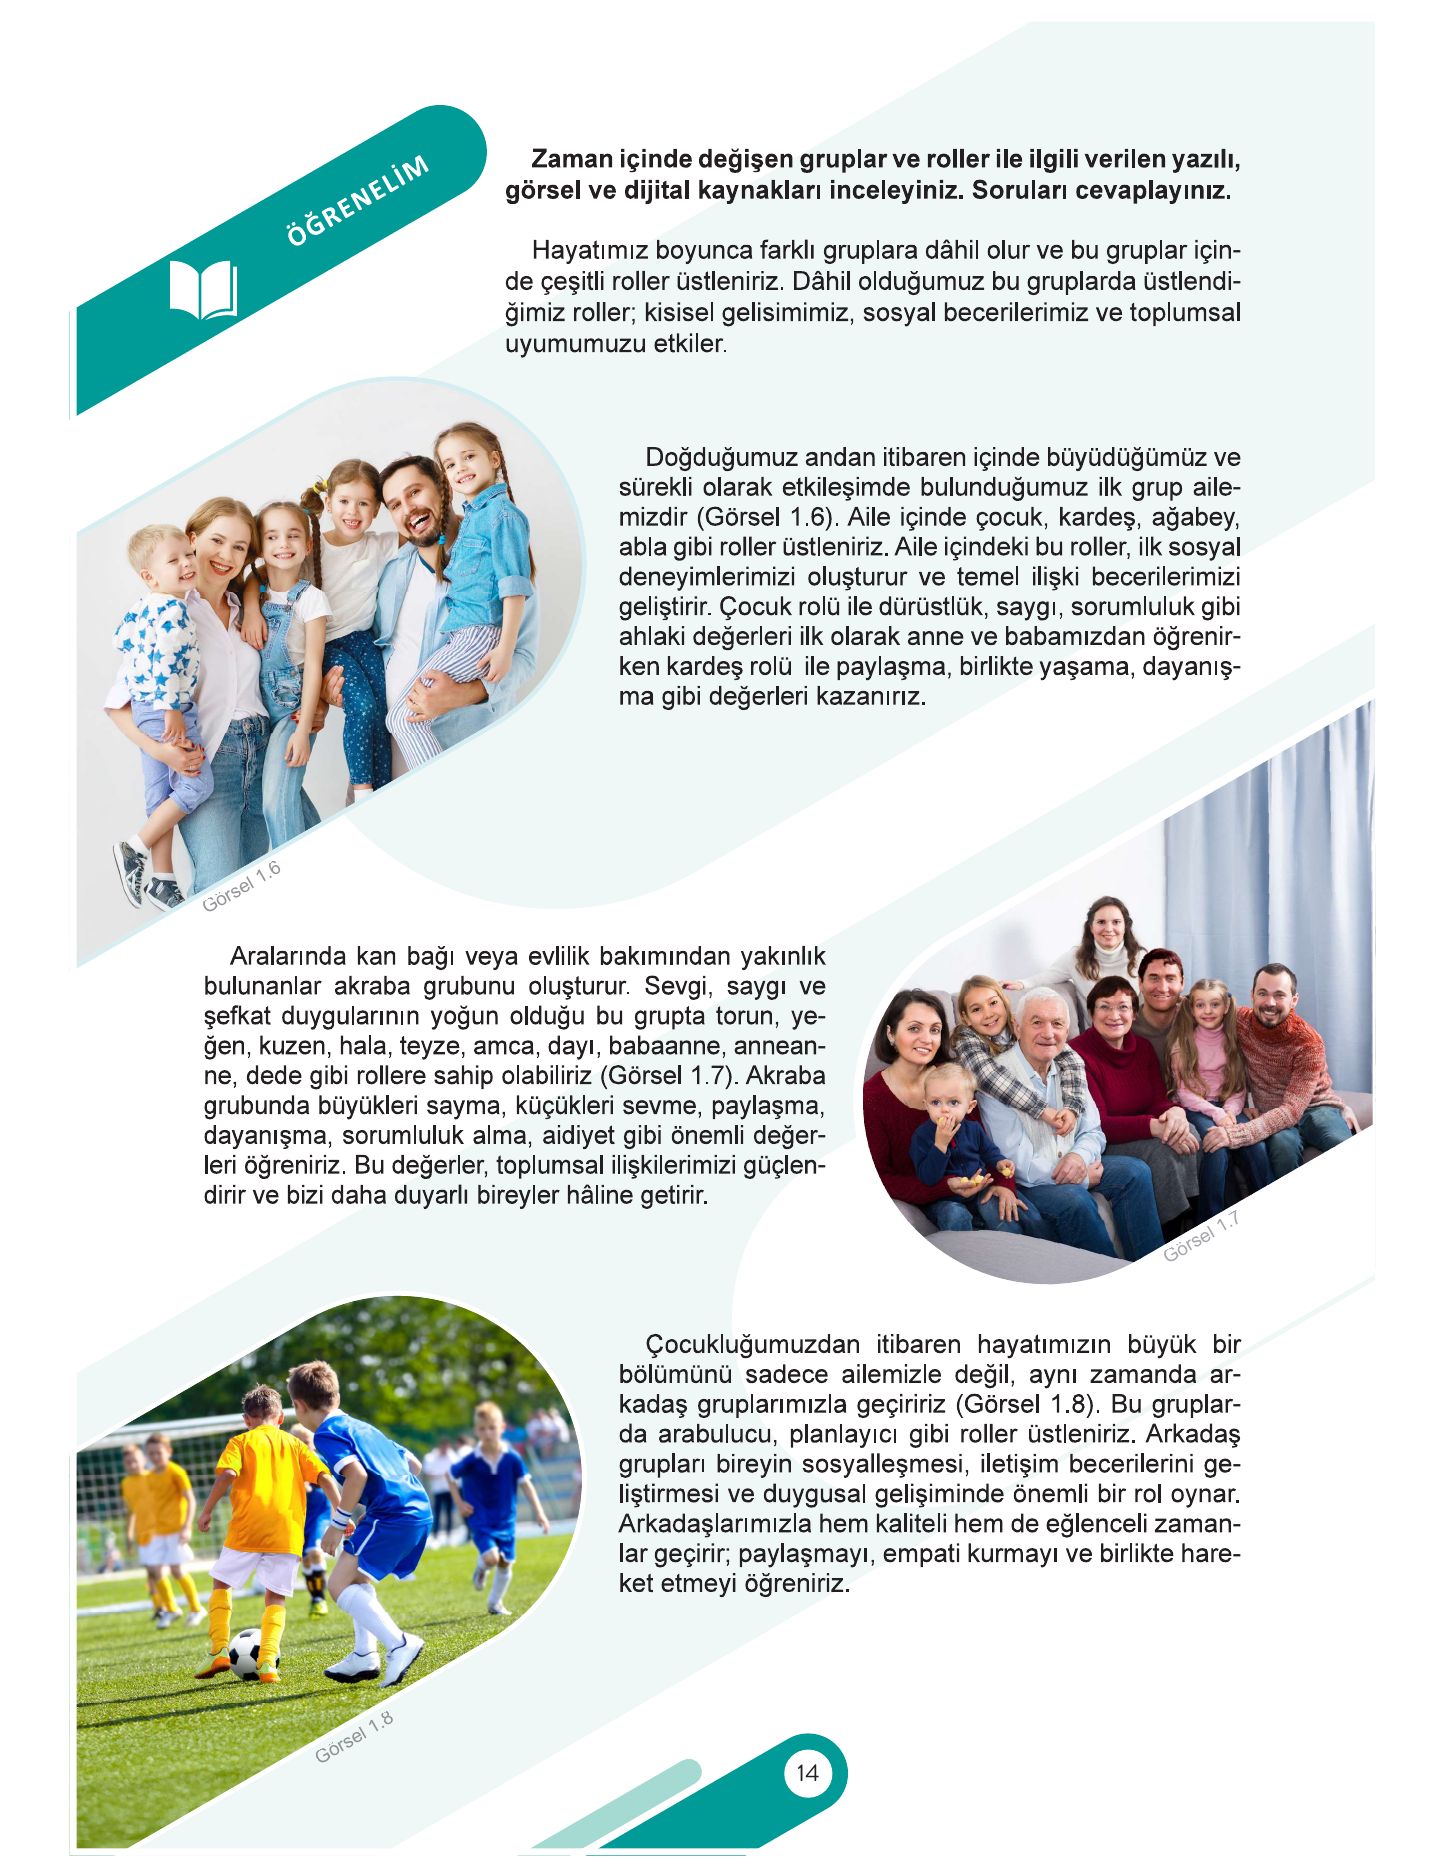 ÖĞRENELİM
Zaman içinde değişen gruplar ve roller ile ilgili verilen yazılı,
görsel ve dijital kaynakları inceleyiniz. Soruları cevaplayınız.
Hayatımız boyunca farklı gruplara dâhil olur ve bu gruplar için-
de çeşitli roller üstleniriz. Dâhil olduğumuz bu gruplarda üstlendi-
ğimiz roller; kisisel gelisimimiz, sosyal becerilerimiz ve toplumsal
uyumumuzu etkiler.
Doğduğumuz andan itibaren içinde büyüdüğümüz ve
sürekli olarak etkileşimde bulunduğumuz ilk grup aile-
mizdir (Görsel 1.6). Aile içinde çocuk, kardeş, ağabey,
abla gibi roller üstleniriz. Aile içindeki bu roller, ilk sosyal
deneyimlerimizi oluşturur ve temel ilişki becerilerimizi
geliştirir. Çocuk rolü ile dürüstlük, saygı, sorumluluk gibi
ahlaki değerleri ilk olarak anne ve babamızdan öğrenir-
ken kardeş rolü  ile paylaşma, birlikte yaşama, dayanış-
ma gibi değerleri kazanırız.
Görsel 1.6
Aralarında kan bağı veya evlilik bakımından yakınlık
bulunanlar akraba grubunu oluşturur. Sevgi, saygı ve
şefkat duygularının yoğun olduğu bu grupta torun, ye-
ğen, kuzen, hala, teyze, amca, dayı, babaanne, annean-
ne, dede gibi rollere sahip olabiliriz (Görsel 1.7). Akraba
grubunda büyükleri sayma, küçükleri sevme, paylaşma,
dayanışma, sorumluluk alma, aidiyet gibi önemli değer-
leri öğreniriz. Bu değerler, toplumsal ilişkilerimizi güçlen-
dirir ve bizi daha duyarlı bireyler hâline getirir.
Görsel 1.7
Çocukluğumuzdan itibaren hayatımızın büyük bir
bölümünü sadece ailemizle değil, aynı zamanda ar-
kadaş gruplarımızla geçiririz (Görsel 1.8). Bu gruplar-
da arabulucu, planlayıcı gibi roller üstleniriz. Arkadaş
grupları bireyin sosyalleşmesi, iletişim becerilerini ge-
liştirmesi ve duygusal gelişiminde önemli bir rol oynar.
Arkadaşlarımızla hem kaliteli hem de eğlenceli zaman-
lar geçirir; paylaşmayı, empati kurmayı ve birlikte hare-
ket etmeyi öğreniriz.
Görsel 1.8
14